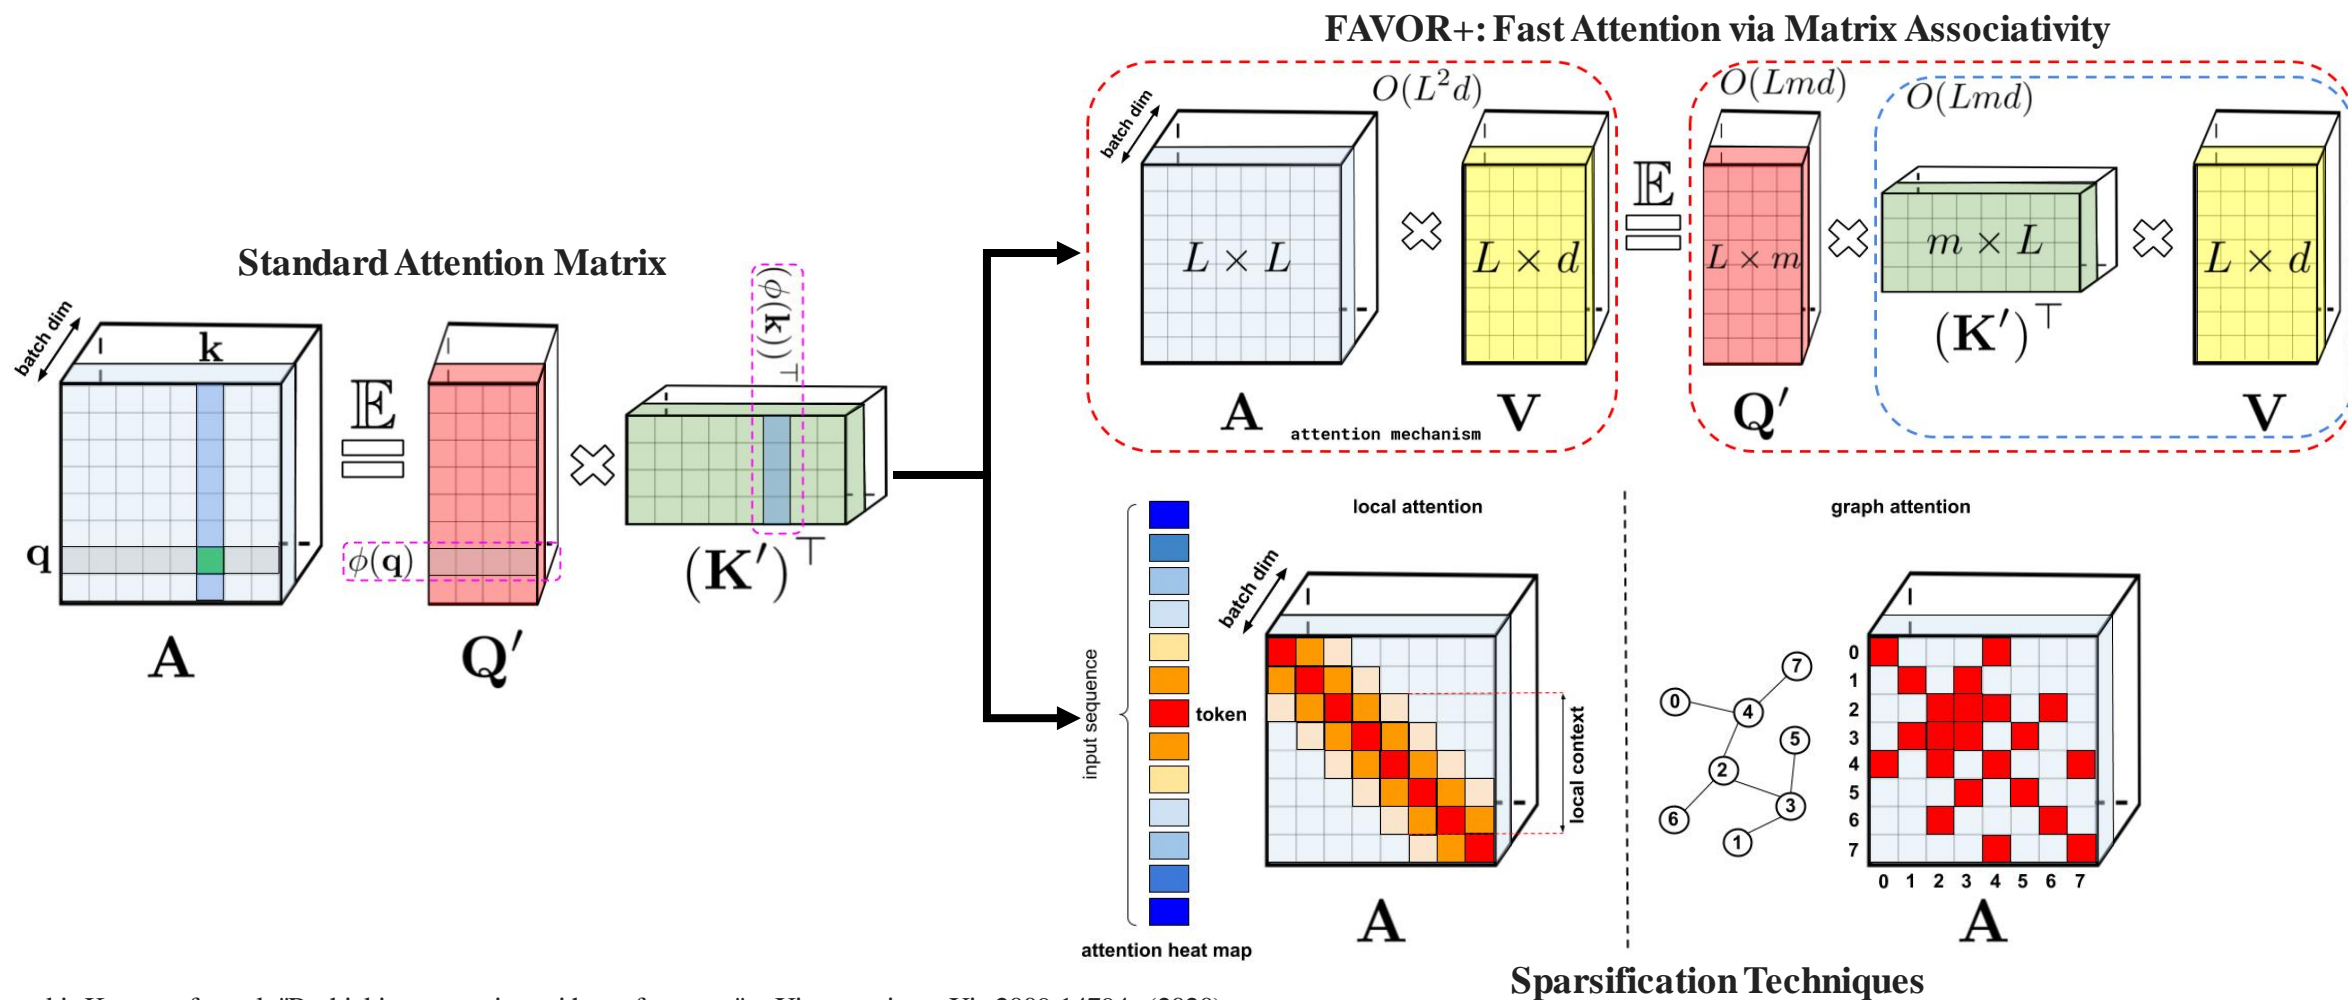 FAVOR+: Fast Attention via Matrix Associativity
Standard Attention Matrix
batch dim
k
q
A
𝔼
ϕ(q)
Q′
(ϕ(k))⊤
(K′)⊤
batch dim
O(L²d)
L × L
A
L × d
V
attention mechanism
𝔼
O(Lmd)
L × m
Q′
O(Lmd)
m × L
(K′)⊤
L × d
V
input sequence
token
attention heat map
local attention
batch dim
local context
A
graph attention
7
0
4
5
2
3
6
1
0
1
2
3
4
5
6
7
0 1 2 3 4 5 6 7
A
Sparsification Techniques